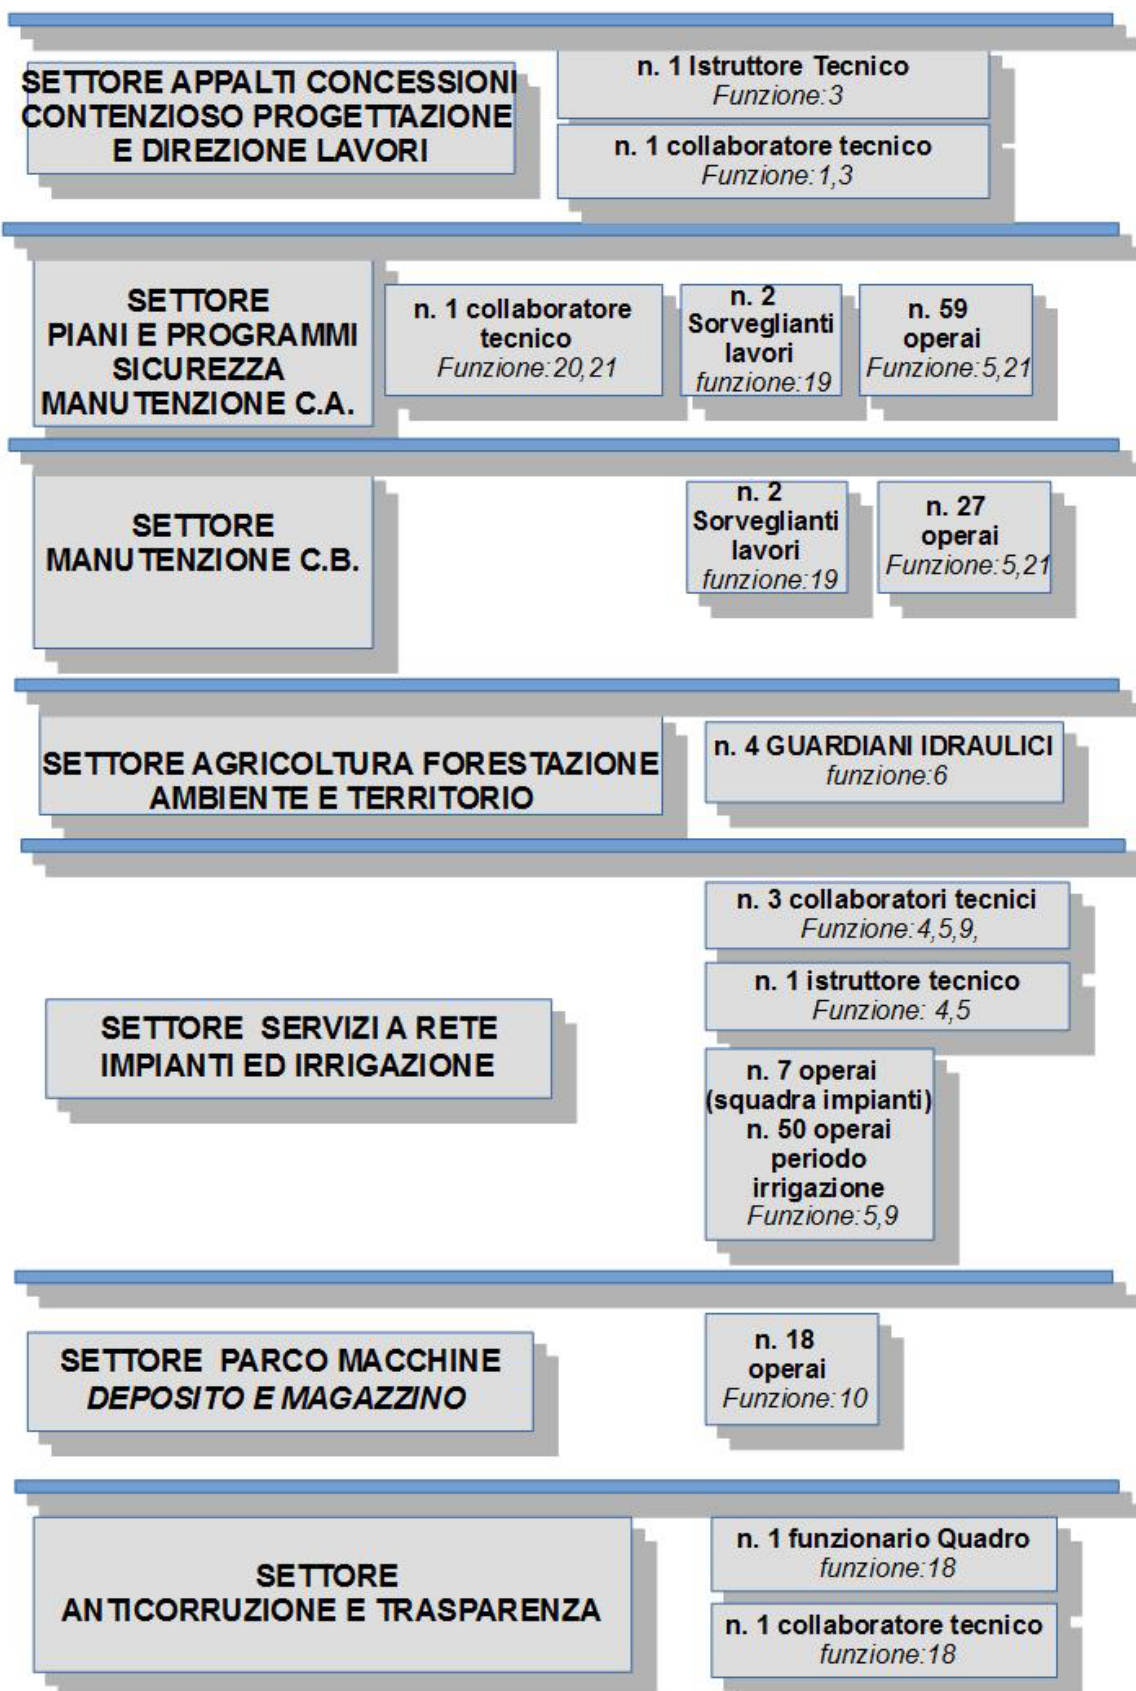 SETTORE APPALTI CONCESSIONI
CONTENZIOSO PROGETTAZIONE
E DIREZIONE LAVORI
n. 1 Istruttore Tecnico
Funzione:3
n. 1 collaboratore tecnico
Funzione:1,3
SETTORE
PIANI E PROGRAMMI
SICUREZZA
MANUTENZIONE C.A.
n. 1 collaboratore
tecnico
Funzione:20,21
n. 2
Sorveglianti
lavori
funzione:19
n. 59
operai
Funzione:5,21
SETTORE
MANUTENZIONE C.B.
n. 2
Sorveglianti
lavori
funzione:19
n. 27
operai
Funzione:5,21
SETTORE AGRICOLTURA FORESTAZIONE
AMBIENTE E TERRITORIO
n. 4 GUARDIANI IDRAULICI
funzione:6
SETTORE SERVIZI A RETE
IMPIANTI ED IRRIGAZIONE
n. 3 collaboratori tecnici
Funzione:4,5,9,
n. 1 istruttore tecnico
Funzione: 4,5
n. 7 operai
(squadra impianti)
n. 50 operai
periodo
irrigazione
Funzione:5,9
SETTORE PARCO MACCHINE
DEPOSITO E MAGAZZINO
n. 18
operai
Funzione:10
SETTORE
ANTICORRUZIONE E TRASPARENZA
n. 1 funzionario Quadro
funzione:18
n. 1 collaboratore tecnico
funzione:18